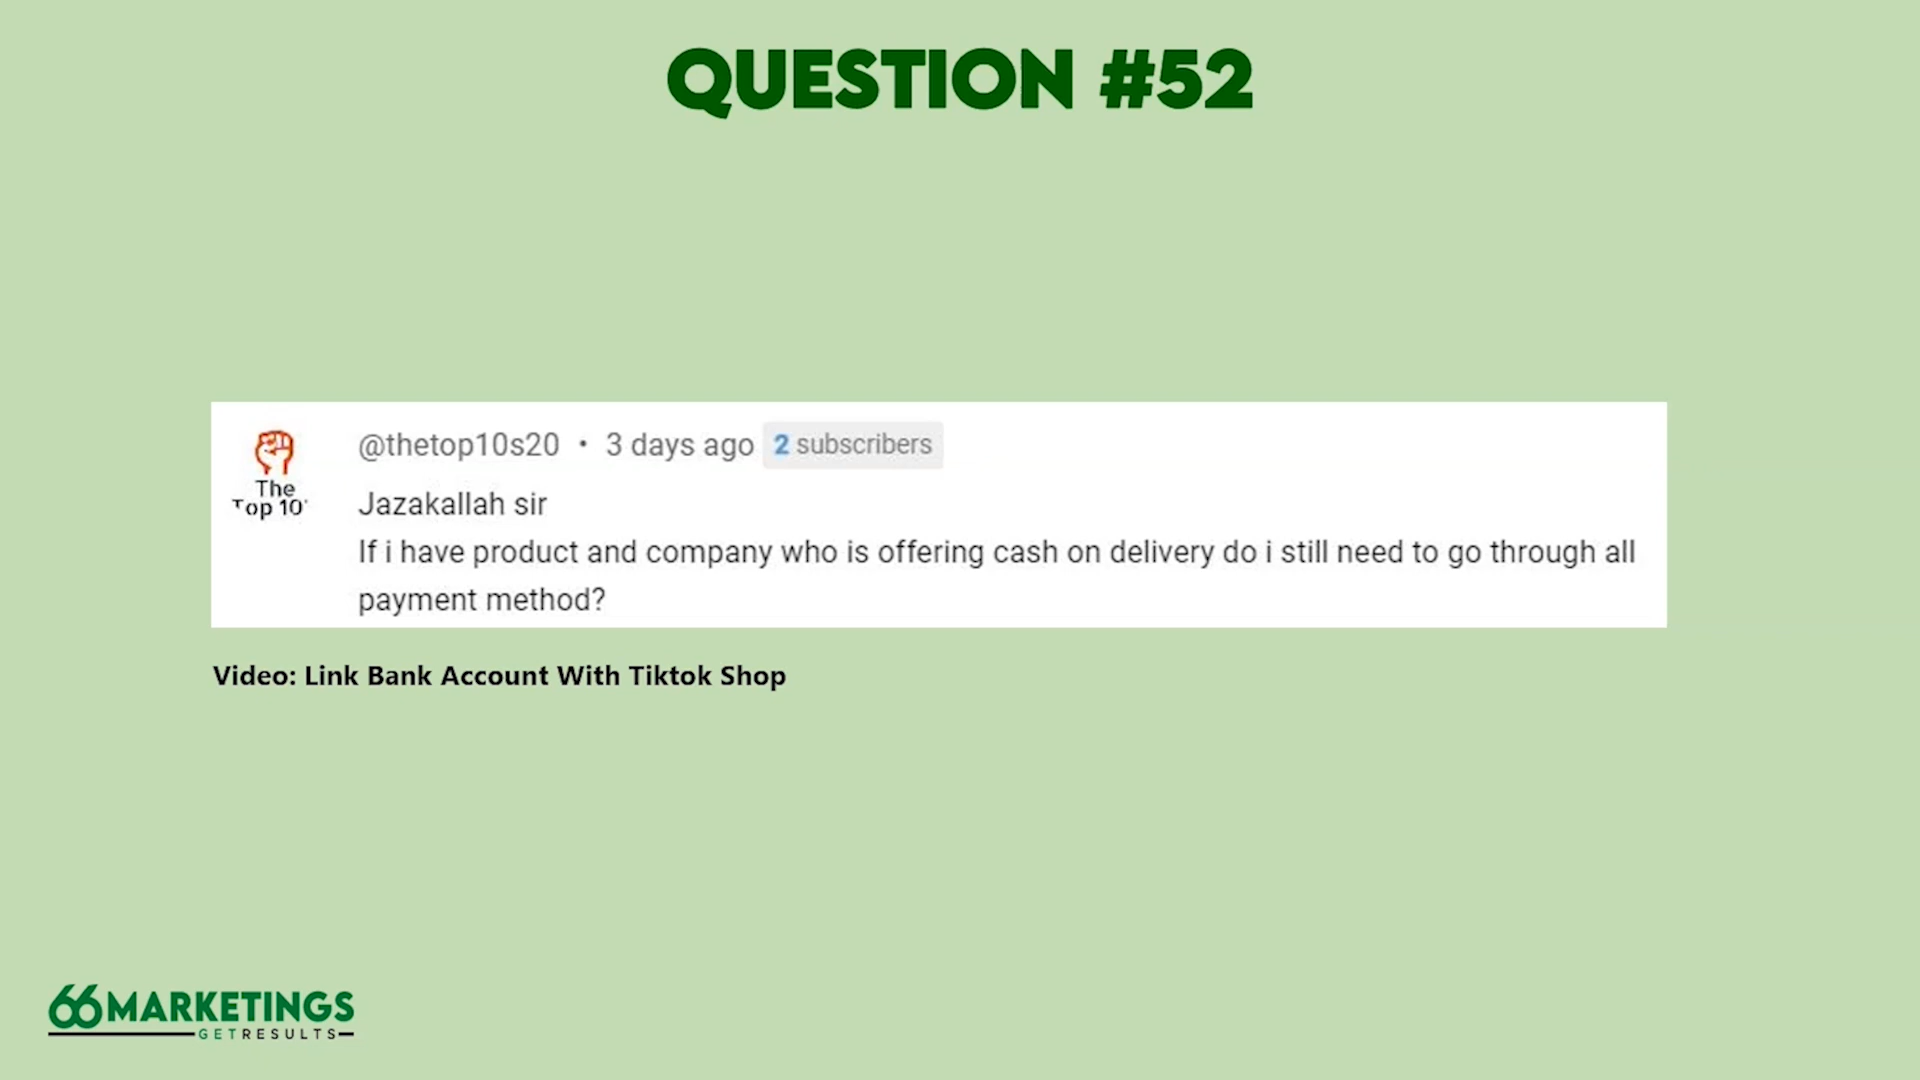 QUESTION #52
@thetop10s20 • 3 days ago 2 subscribers
The
Top 10'
Jazakallah sir
If i have product and company who is offering cash on delivery do i still need to go through all
payment method?
Video: Link Bank Account With Tiktok Shop
66MARKETINGS
GETRESULTS